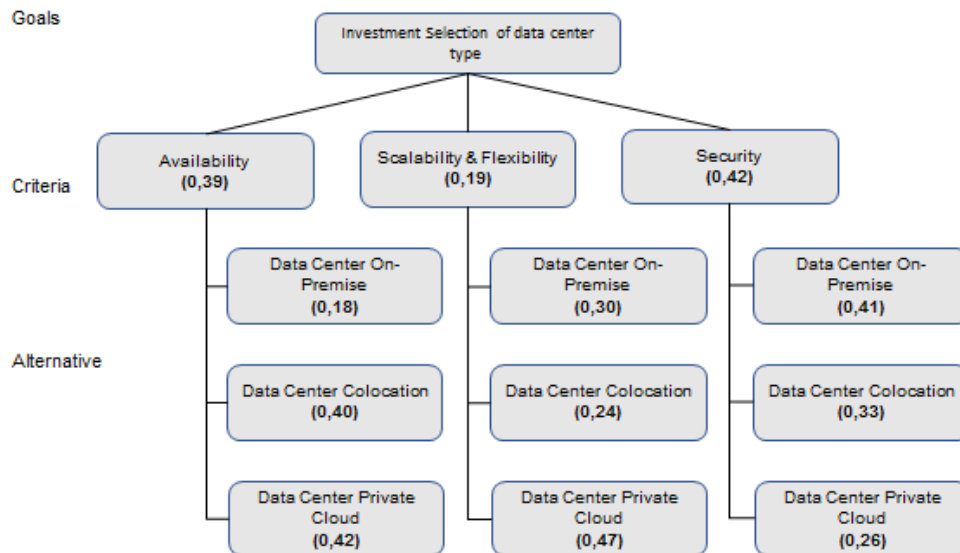 Goals
Investment Selection of data center
type
Availability
(0,39)
Scalability & Flexibility
(0,19)
Security
(0,42)
Criteria
Data Center On-
Premise
(0,18)
Data Center On-
Premise
(0,30)
Data Center On-
Premise
(0,41)
Alternative
Data Center Colocation
(0,40)
Data Center Colocation
(0,24)
Data Center Colocation
(0,33)
Data Center Private
Cloud
(0,42)
Data Center Private
Cloud
(0,47)
Data Center Private
Cloud
(0,26)